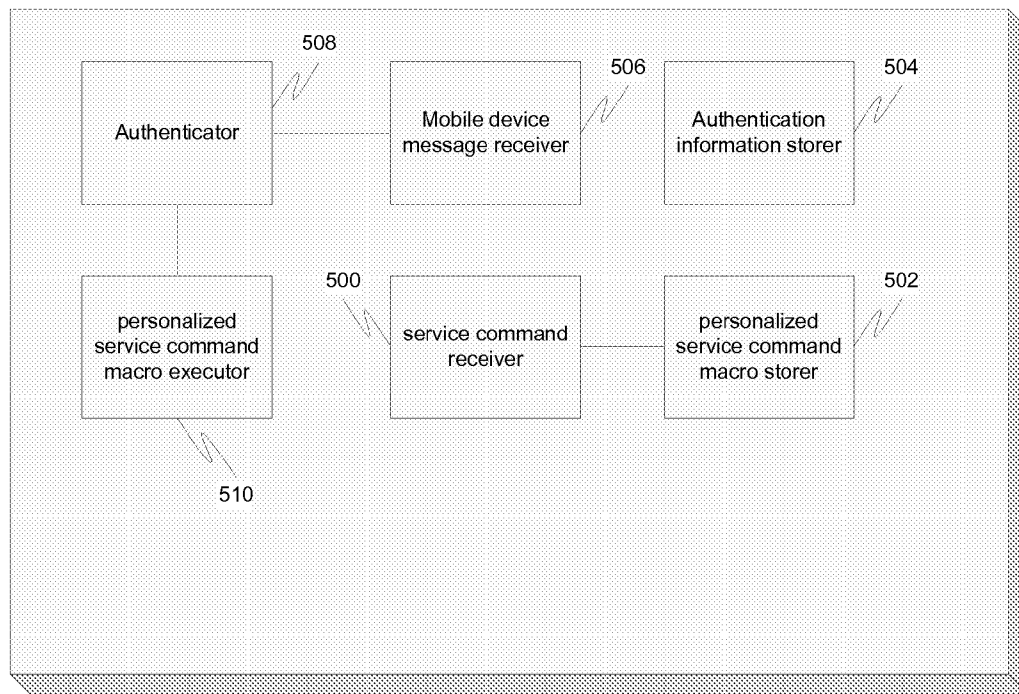 508
506
504
Authenticator
Mobile device
message receiver
Authentication
information storer
500
502
personalized
service command
macro executor
service command
receiver
personalized
service command
macro storer
510